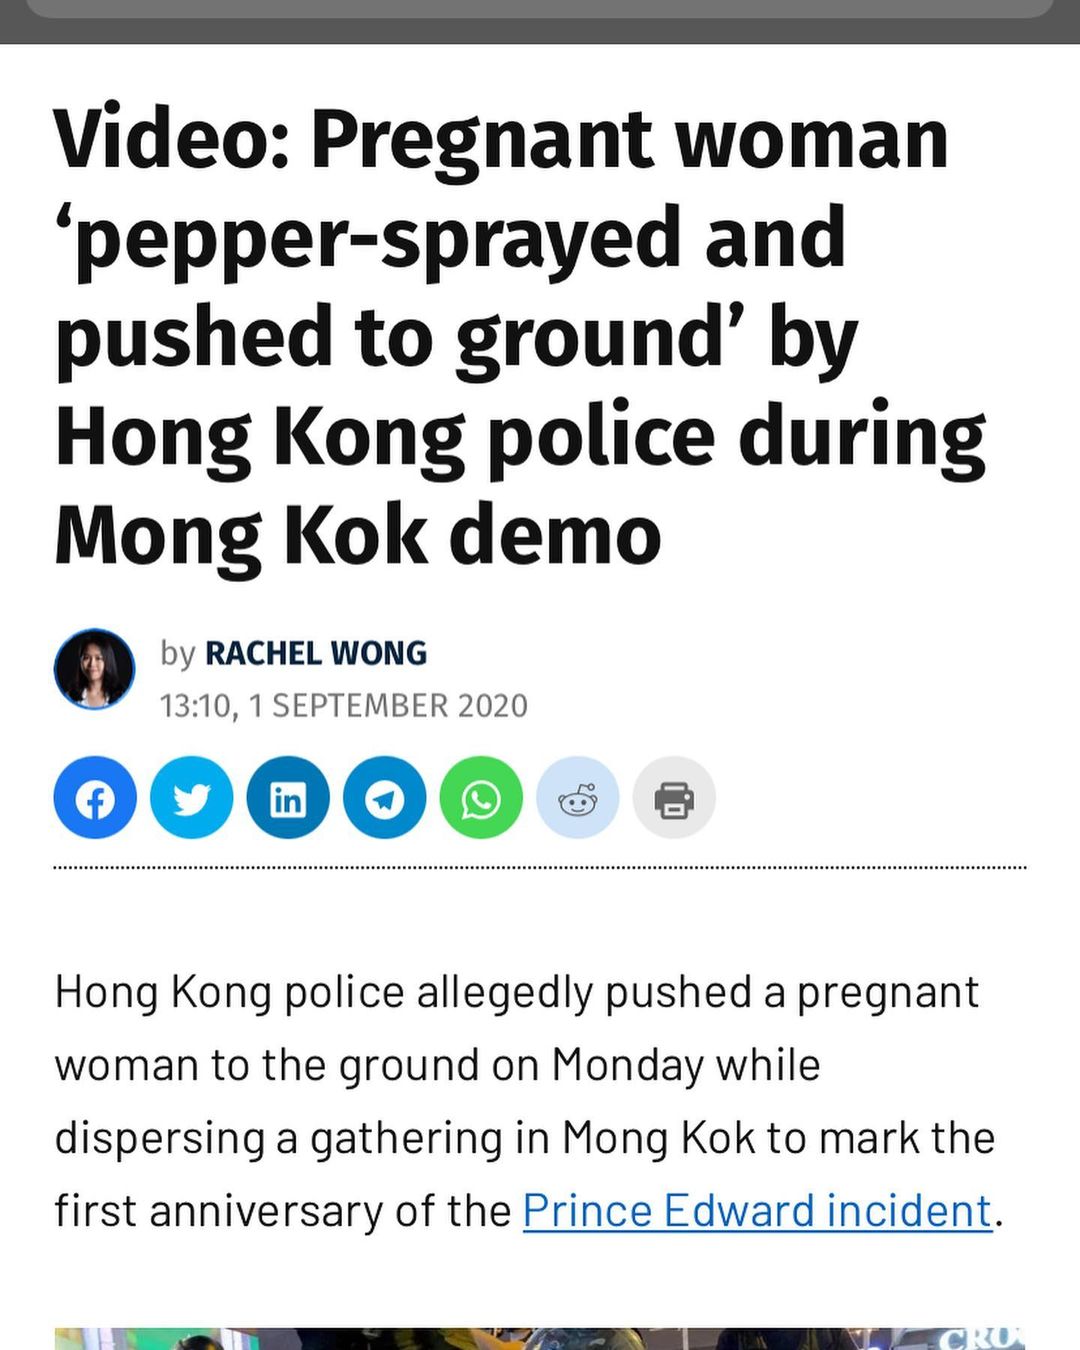 Video: Pregnant woman
‘pepper-sprayed and
pushed to ground’ by
Hong Kong police during
Mong Kok demo
by RACHEL WONG
13:10, 1 SEPTEMBER 2020
Hong Kong police allegedly pushed a pregnant
woman to the ground on Monday while
dispersing a gathering in Mong Kok to mark the
first anniversary of the Prince Edward incident.